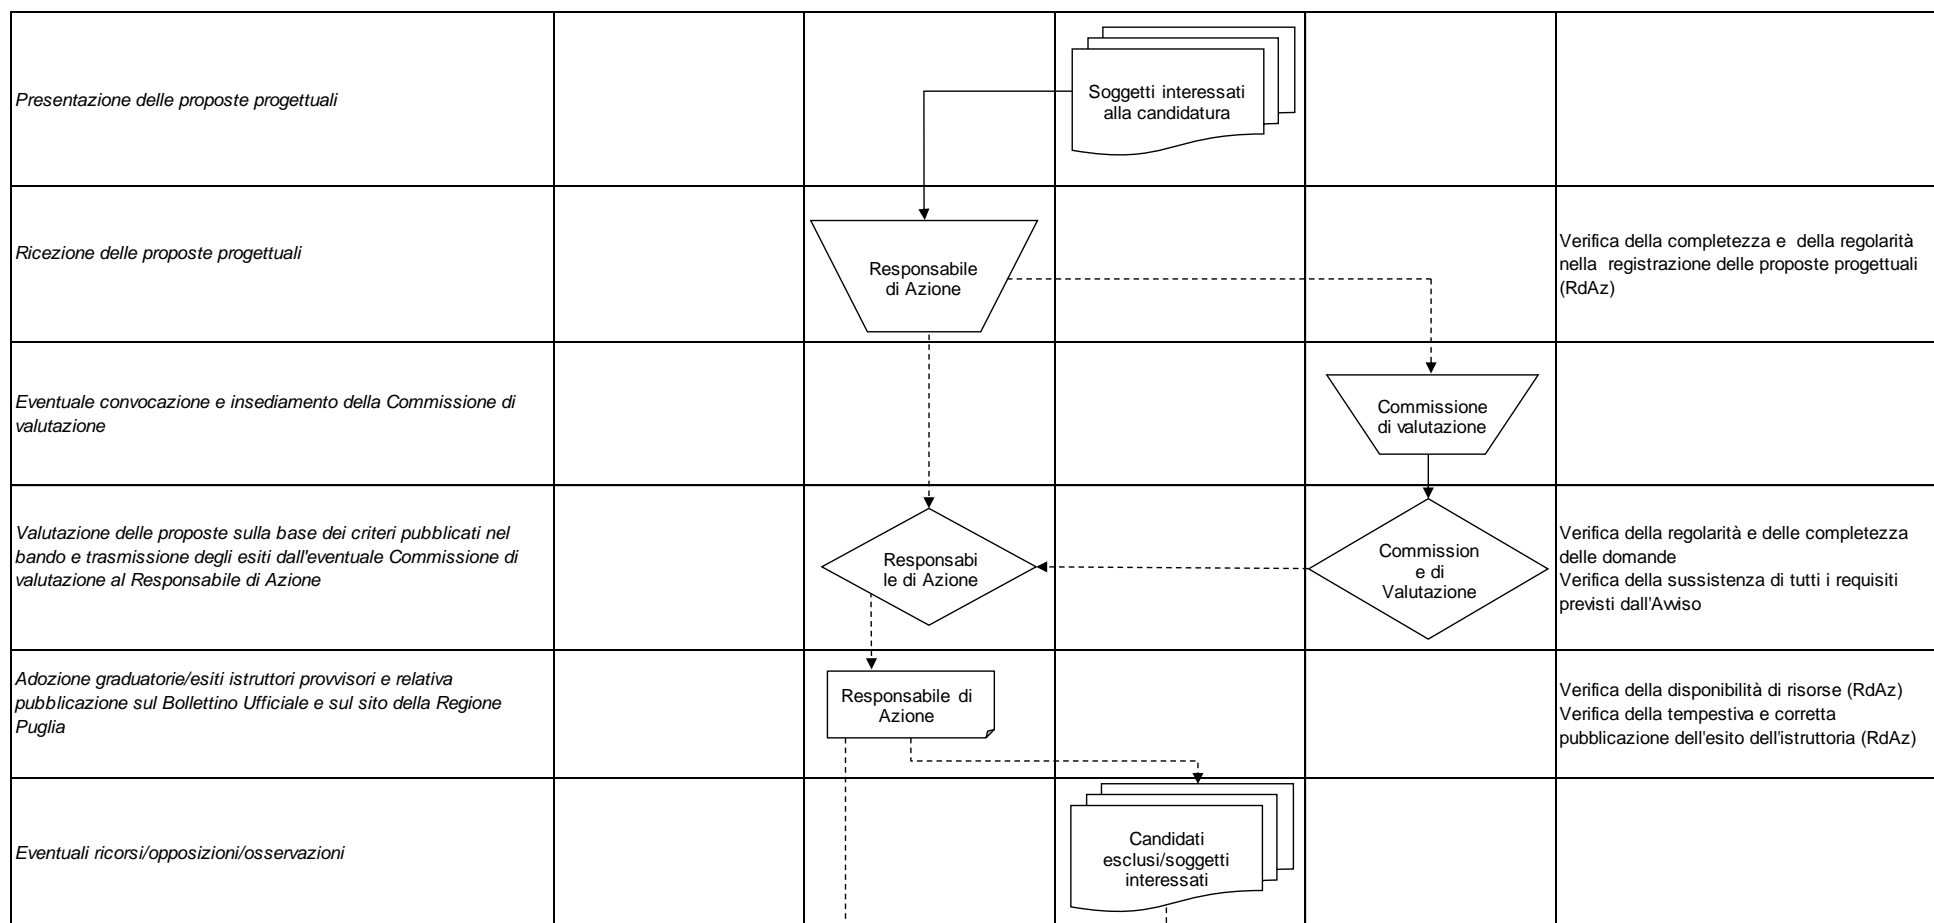 Presentazione delle proposte progettuali
Soggetti interessati
alla candidatura
Ricezione delle proposte progettuali
Responsabile
di Azione
Verifica della completezza e  della regolarità
nella  registrazione delle proposte progettuali
(RdAz)
Eventuale convocazione e insediamento della Commissione di
valutazione
Commissione
di valutazione
Valutazione delle proposte sulla base dei criteri pubblicati nel
bando e trasmissione degli esiti dall'eventuale Commissione di
valutazione al Responsabile di Azione
Responsabi
le di Azione
Commission
e di
Valutazione
Verifica della regolarità e delle completezza
delle domande
Verifica della sussistenza di tutti i requisiti
previsti dall'Avviso
Adozione graduatorie/esiti istruttori provvisori e relativa
pubblicazione sul Bollettino Ufficiale e sul sito della Regione
Puglia
Responsabile di
Azione
Verifica della disponibilità di risorse (RdAz)
Verifica della tempestiva e corretta
pubblicazione dell'esito dell'istruttoria (RdAz)
Eventuali ricorsi/opposizioni/osservazioni
Candidati
esclusi/soggetti
interessati